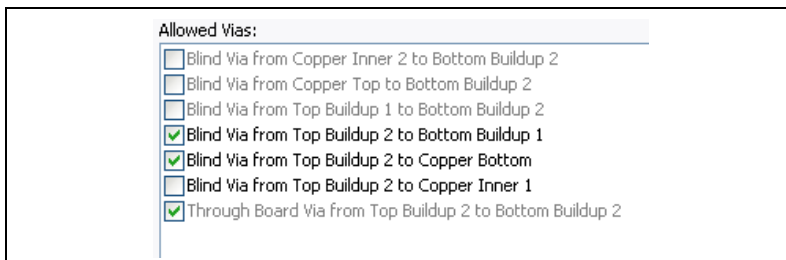 Allowed Vias:
Blind Via from Copper Inner 2 to Bottom Buildup 2
Blind Via from Copper Top to Bottom Buildup 2
Blind Via from Top Buildup 1 to Bottom Buildup 2
Blind Via from Top Buildup 2 to Bottom Buildup 1
Blind Via from Top Buildup 2 to Copper Bottom
Blind Via from Top Buildup 2 to Copper Inner 1
Through Board Via from Top Buildup 2 to Bottom Buildup 2